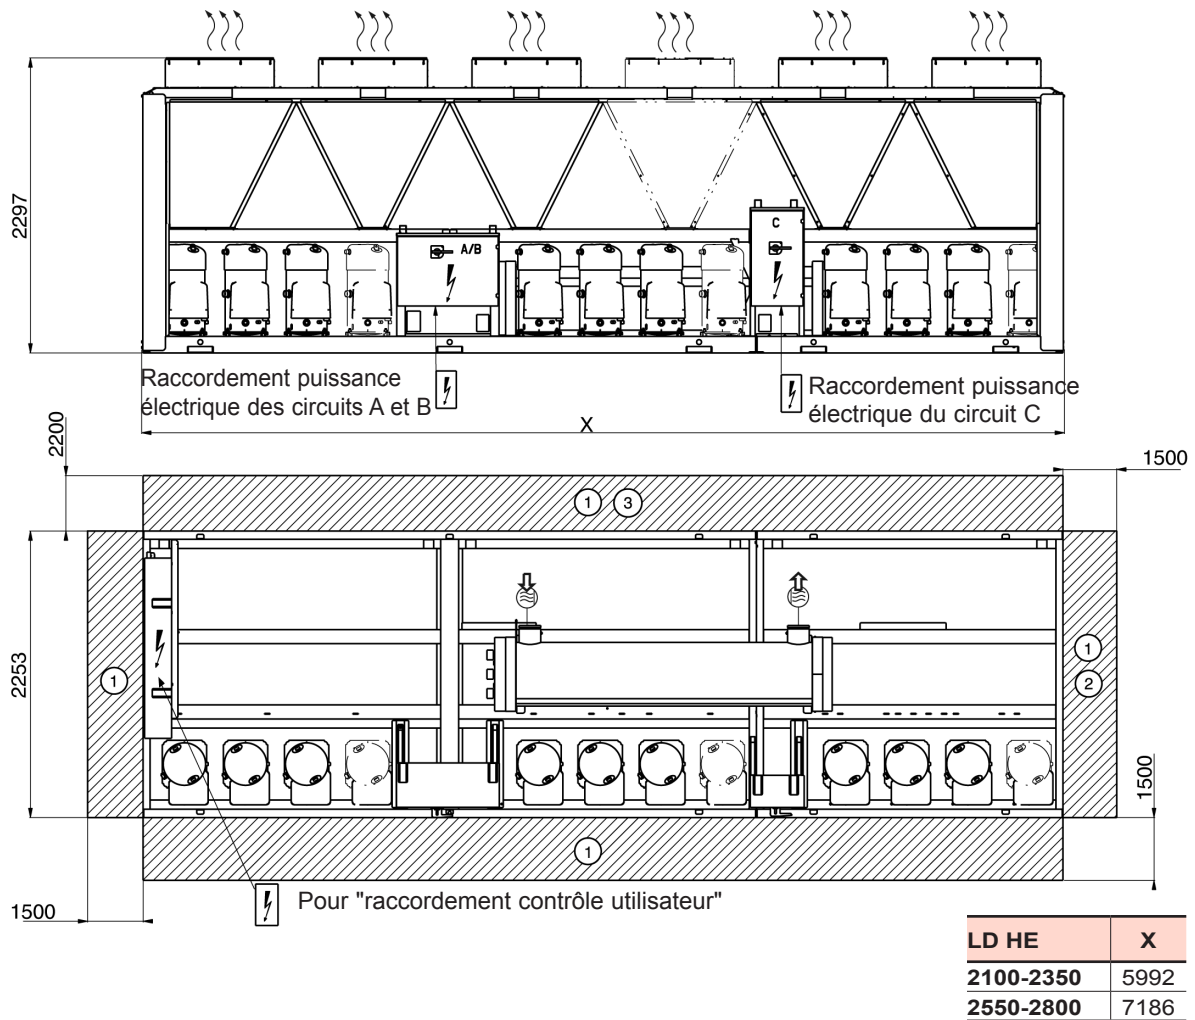 2297
C
A/B
Raccordement puissance
électrique des circuits A et B
Raccordement puissance
électrique du circuit C
X
2200
1500
1 3
2253
1
1
2
1500
1
1500
Pour "raccordement contrôle utilisateur"
LD HE X
2100-2350 5992
2550-2800 7186